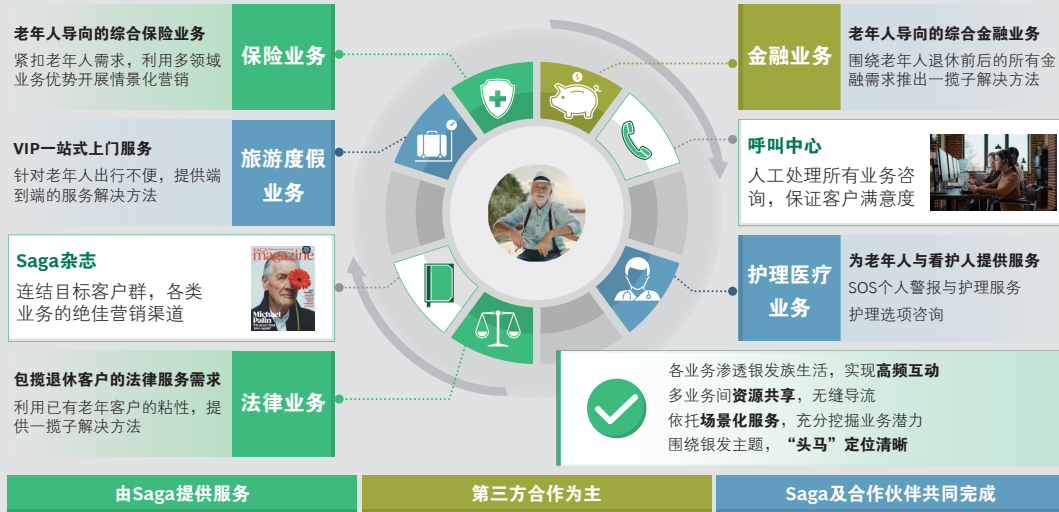 老年人导向的综合保险业务
紧扣老年人需求，利用多领域
业务优势开展情景化营销
保险业务
VIP一站式上门服务
针对老年人出行不便，提供端
到端的服务解决方法
旅游度假
业务
Saga杂志
连结目标客户群，各类
业务的绝佳营销渠道
SAGA
magazine
Michael
Palin
包揽退休客户的法律服务需求
利用已有老年客户的粘性，提
供一揽子解决方法
法律业务
金融业务
老年人导向的综合金融业务
围绕老年人退休前后的所有金
融需求推出一揽子解决方法
呼叫中心
人工处理所有业务咨
询，保证客户满意度
护理医疗
业务
为老年人与看护人提供服务
SOS个人警报与护理服务
护理选项咨询
各业务渗透银发族生活，实现高频互动
多业务间资源共享，无缝导流
依托场景化服务，充分挖掘业务潜力
围绕银发主题，“头马”定位清晰
由Saga提供服务
第三方合作为主
Saga及合作伙伴共同完成